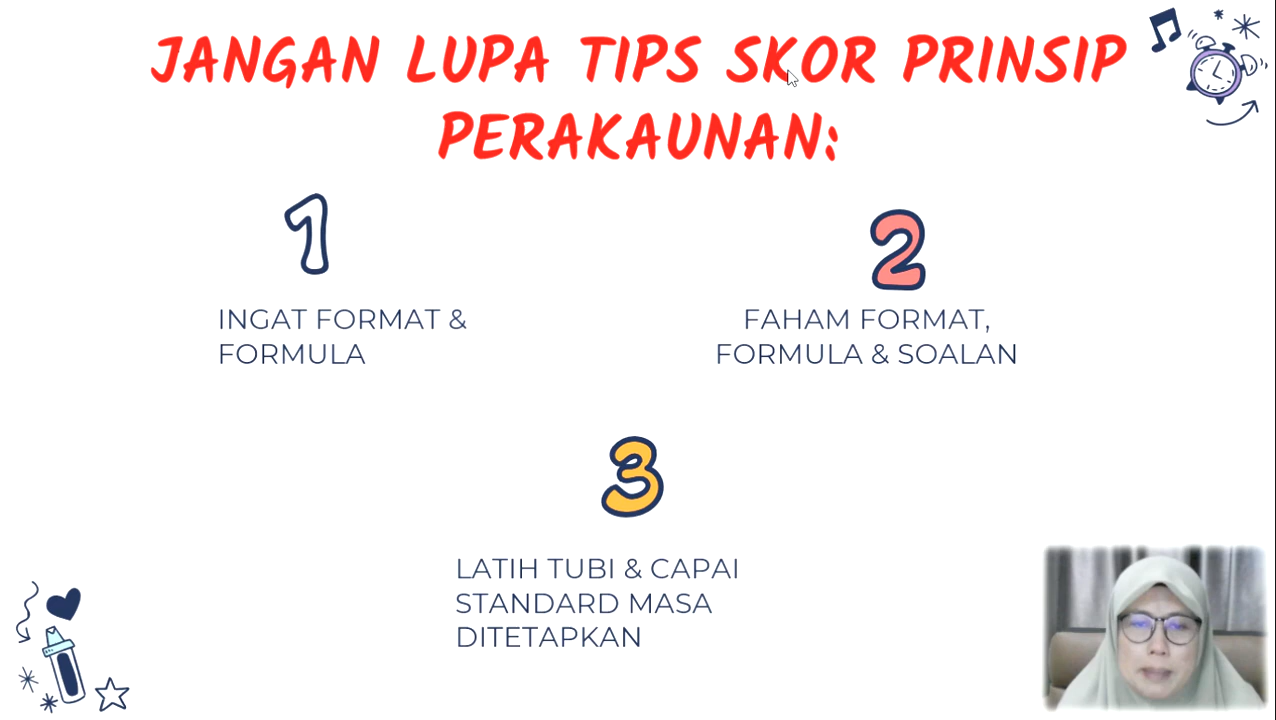 JANGAN LUPA TIPS SKOR PRINSIP
PERAKAUNAN:
1
INGAT FORMAT &
FORMULA
2
FAHAM FORMAT,
FORMULA & SOALAN
3
LATIH TUBI & CAPAI
STANDARD MASA
DITETAPKAN